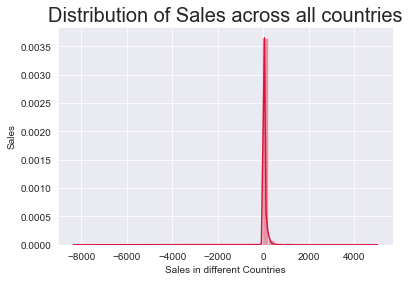 Distribution of Sales across all countries
0.0035
0.0030
0.0025
0.0020
0.0015
0.0010
0.0005
0.0000
Sales
−8000 −6000 −4000 −2000 0 2000 4000
Sales in different Countries